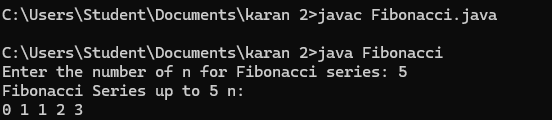 C:\Users\Student\Documents\karan 2>javac Fibonacci.java
C:\Users\Student\Documents\karan 2>java Fibonacci
Enter the number of n for Fibonacci series: 5
Fibonacci Series up to 5 n:
0 1 1 2 3